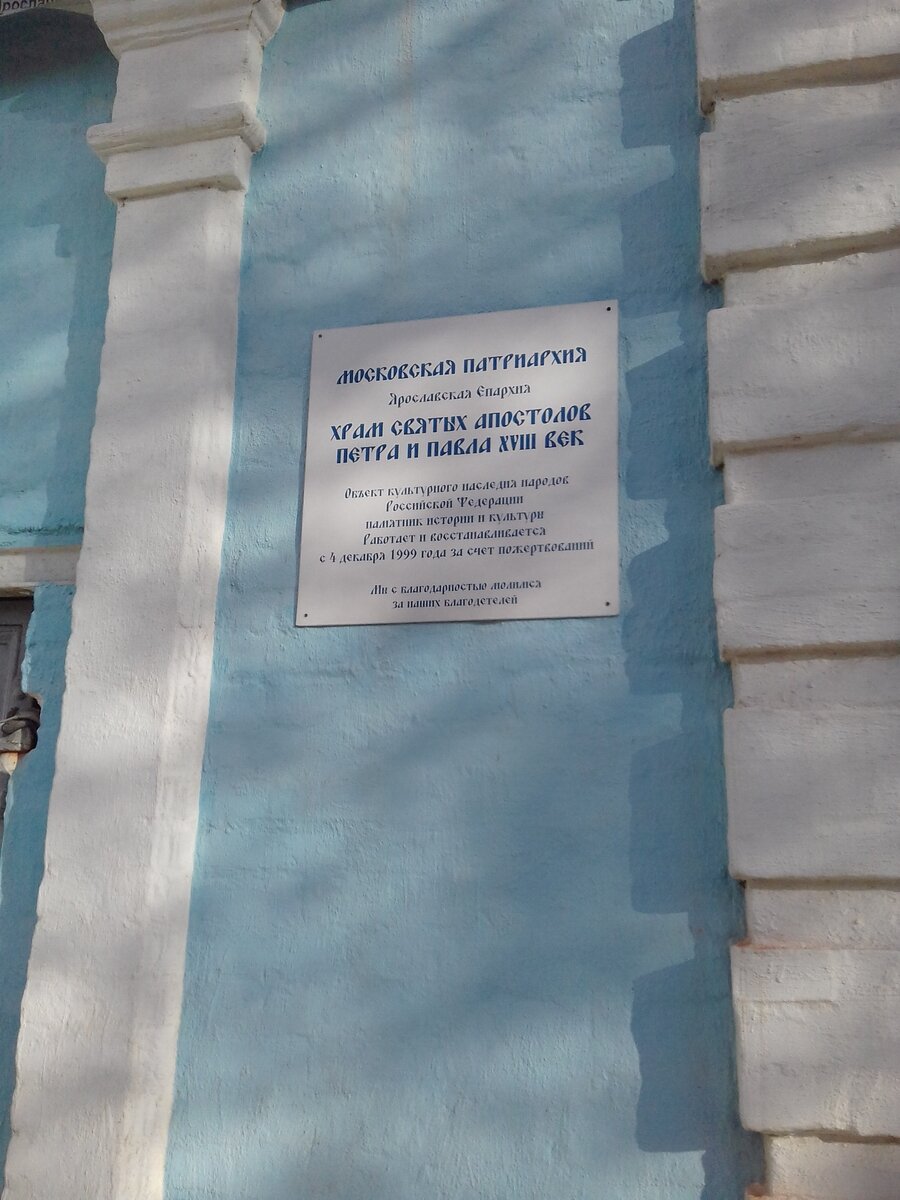 МОСКОВСКАЯ ПАТРИАРХИЯ
Ярославская Епархия
ХРАМ СВЯТЫХ АПОСТОЛОВ
ПЕТРА И ПАВЛА XVIII ВЕК
Объект культурного наследия народов
Российской Федерации
памятник истории и культуры
Работает и восстанавливается
с 4 декабря 1999 года за счет пожертвований
Мы с благодарностью молимся
за наших благодетелей